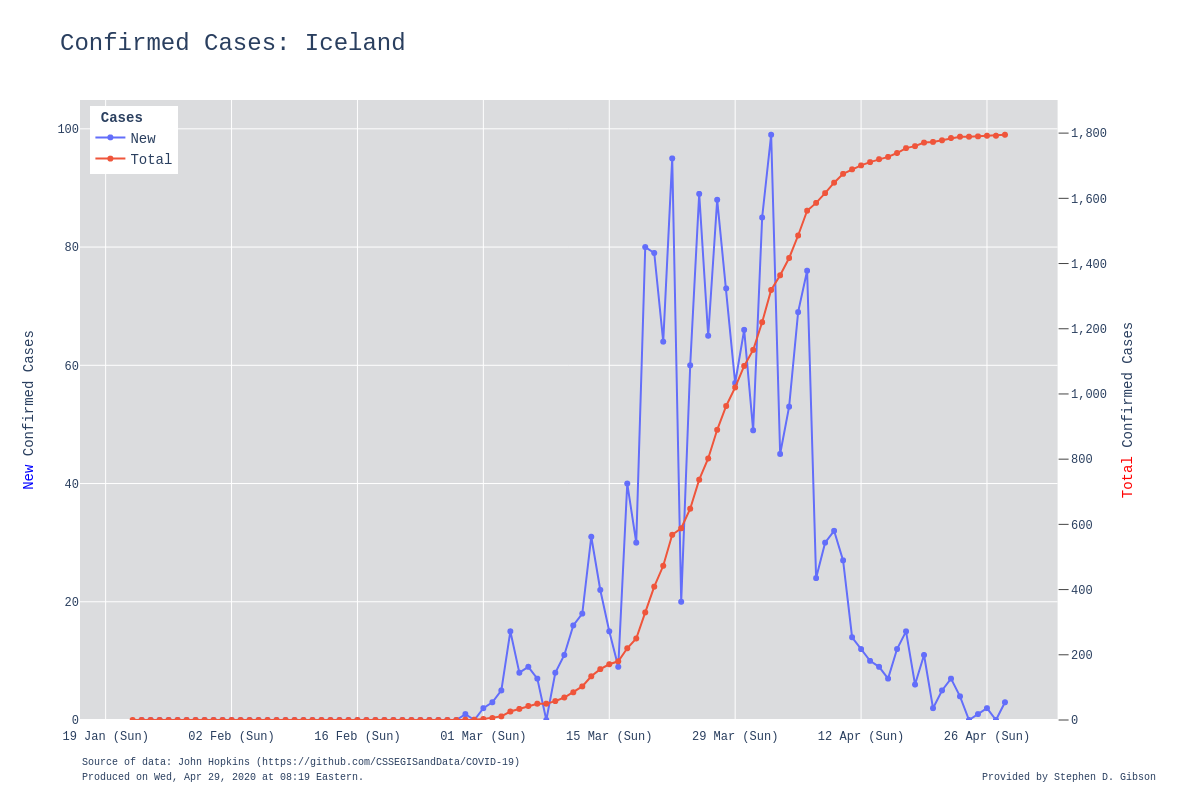 Confirmed Cases: Iceland
Cases
New
Total
100
80
60
40
20
0
New Confirmed Cases
1,800
1,600
1,400
1,200
1,000
800
600
400
200
0
Total Confirmed Cases
19 Jan (Sun) 02 Feb (Sun) 16 Feb (Sun) 01 Mar (Sun) 15 Mar (Sun) 29 Mar (Sun) 12 Apr (Sun) 26 Apr (Sun)
Source of data: John Hopkins (https://github.com/CSSEGISandData/COVID-19)
Produced on Wed, Apr 29, 2020 at 08:19 Eastern.
Provided by Stephen D. Gibson